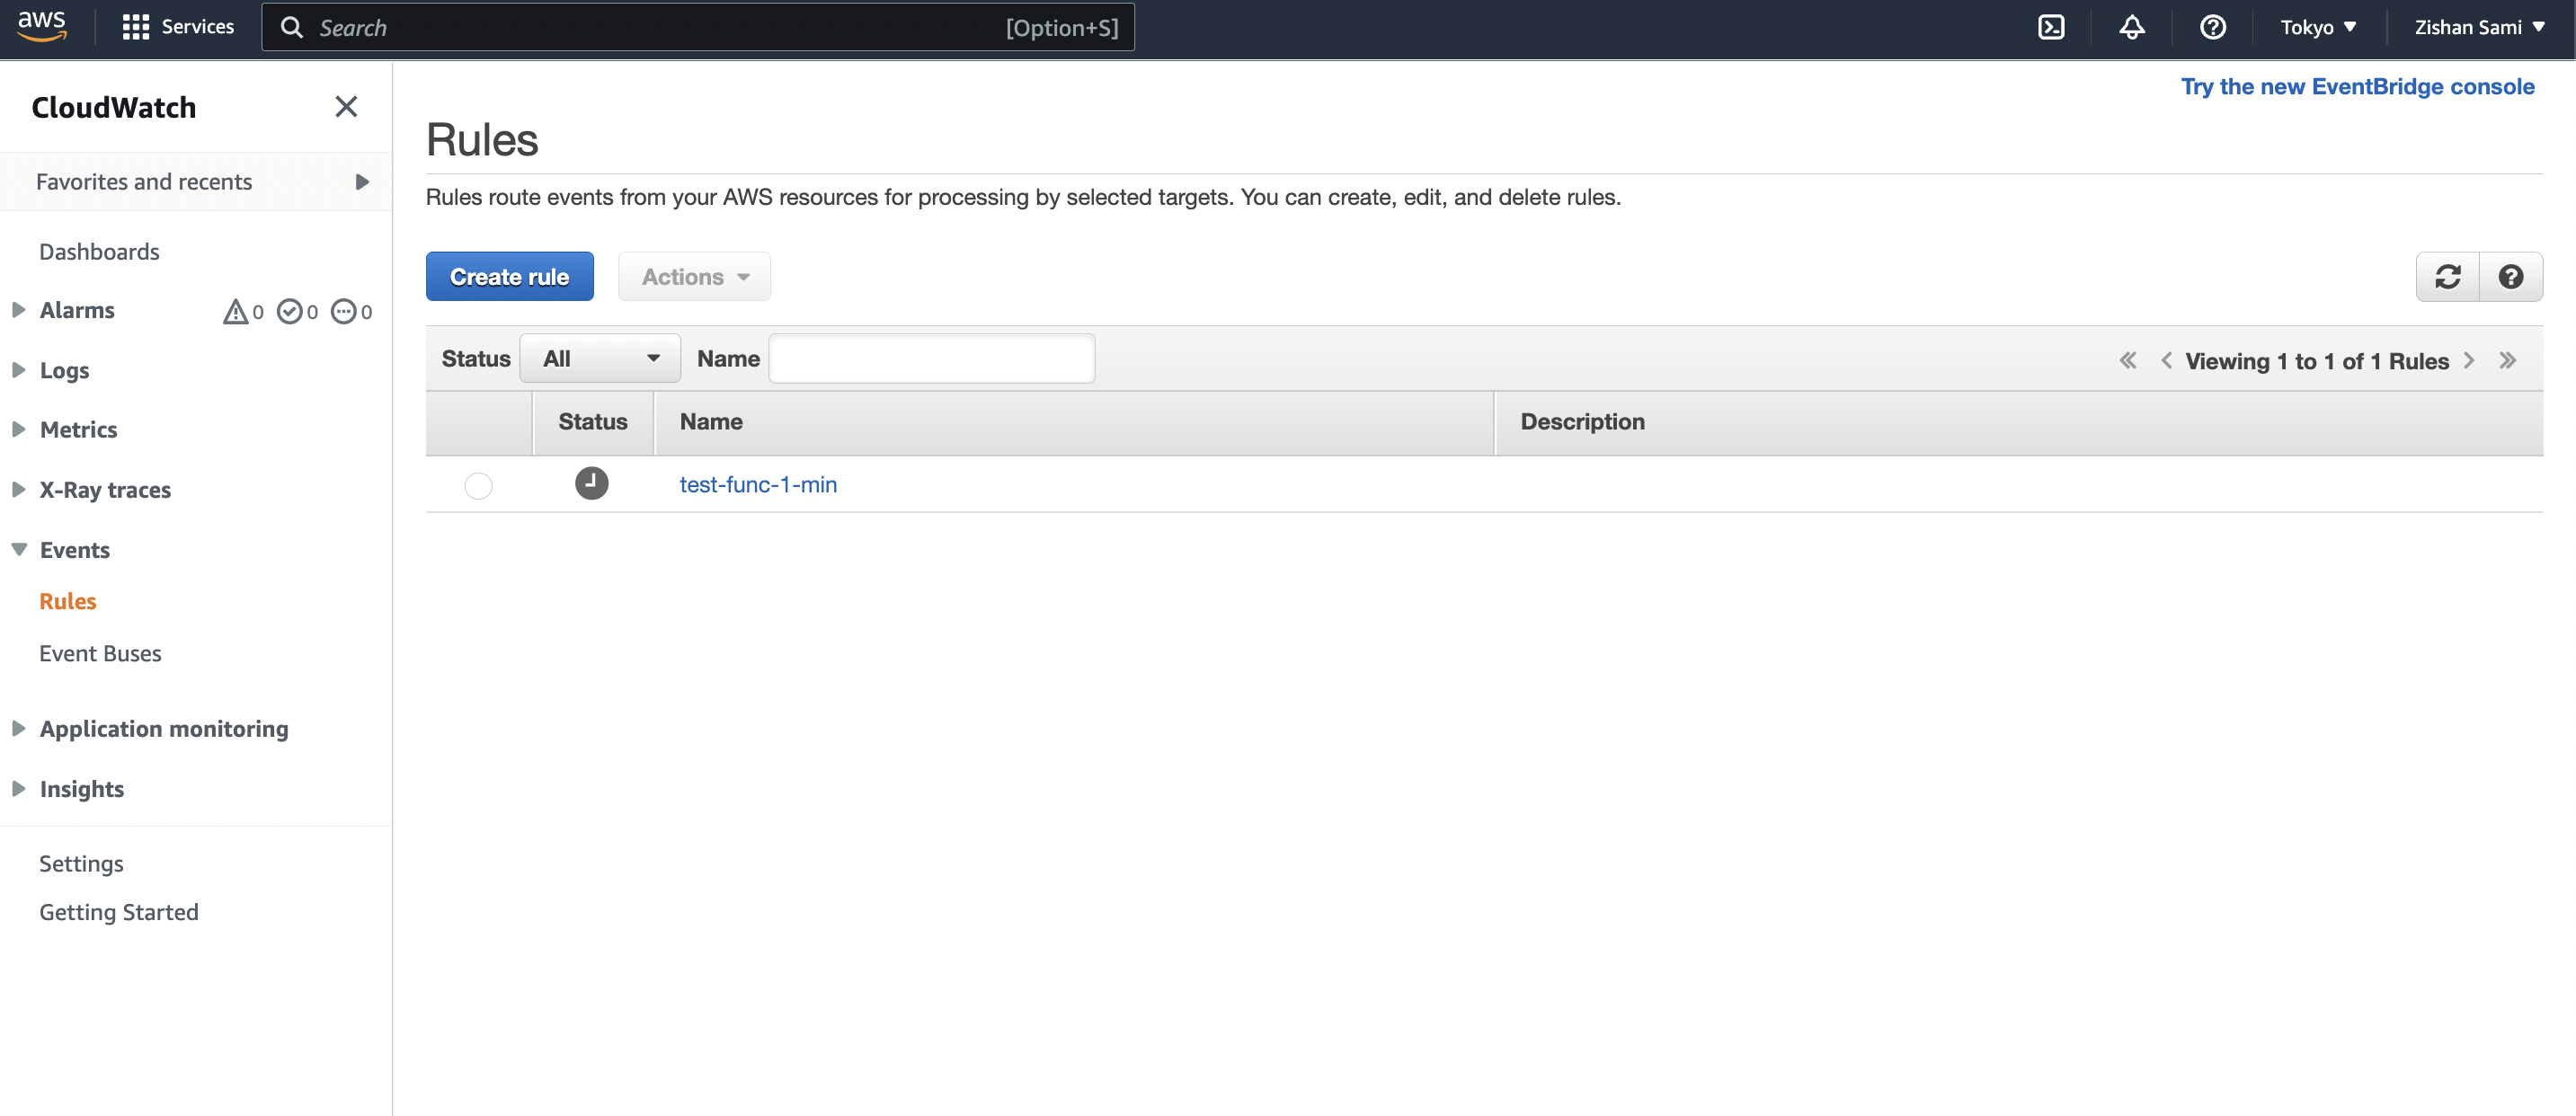 aws
Services
Search
[Option+S]
Tokyo
Zishan Sami
CloudWatch
Favorites and recents
Dashboards
Alarms
0
0
0
Logs
Metrics
X-Ray traces
Events
Rules
Event Buses
Application monitoring
Insights
Settings
Getting Started
Try the new EventBridge console
Rules
Rules route events from your AWS resources for processing by selected targets. You can create, edit, and delete rules.
Create rule
Actions
Status
All
Name
Viewing 1 to 1 of 1 Rules
Status
Name
Description
test-func-1-min